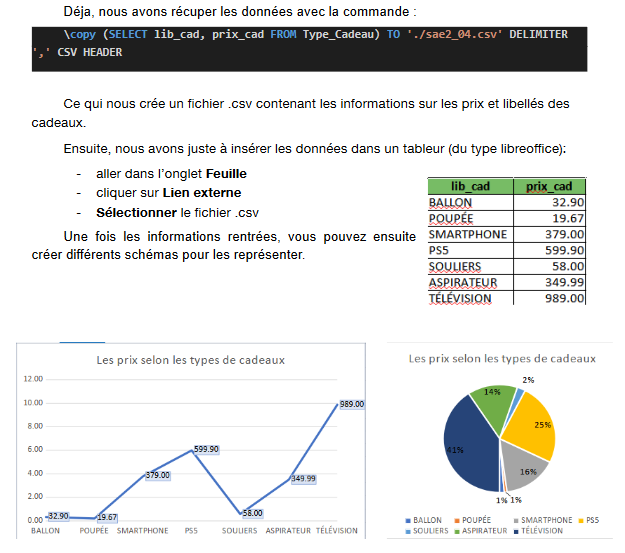 Déja, nous avons récuper les données avec la commande :
\copy (SELECT lib_cad, prix_cad FROM Type_Cadeau) TO './sae2_04.csv' DELIMITER
',' CSV HEADER
Ce qui nous crée un fichier .csv contenant les informations sur les prix et libellés des
cadeaux.
Ensuite, nous avons juste à insérer les données dans un tableur (du type libreoffice):
- aller dans l'onglet Feuille
- cliquer sur Lien externe
- Sélectionner le fichier .csv
Une fois les informations rentrées, vous pouvez ensuite
créer différents schémas pour les représenter.
lib_cad prix_cad
BALLON 32.90
POUPÉE 19.67
SMARTPHONE 379.00
PS5 599.90
SOULIERS 58.00
ASPIRATEUR 349.99
TÉLÉVISION 989.00
Les prix selon les types de cadeaux
12.00
10.00
8.00
6.00
4.00
2.00
0.00
32.90
19.67
379.00
599.90
58.00
349.99
989.00
BALLON POUPÉE SMARTPHONE PS5 SOULIERS ASPIRATEUR TÉLÉVISION
Les prix selon les types de cadeaux
2%
14%
25%
41%
16%
1% 1%
BALLON POUPÉE SMARTPHONE PS5
SOULIERS ASPIRATEUR TÉLÉVISION